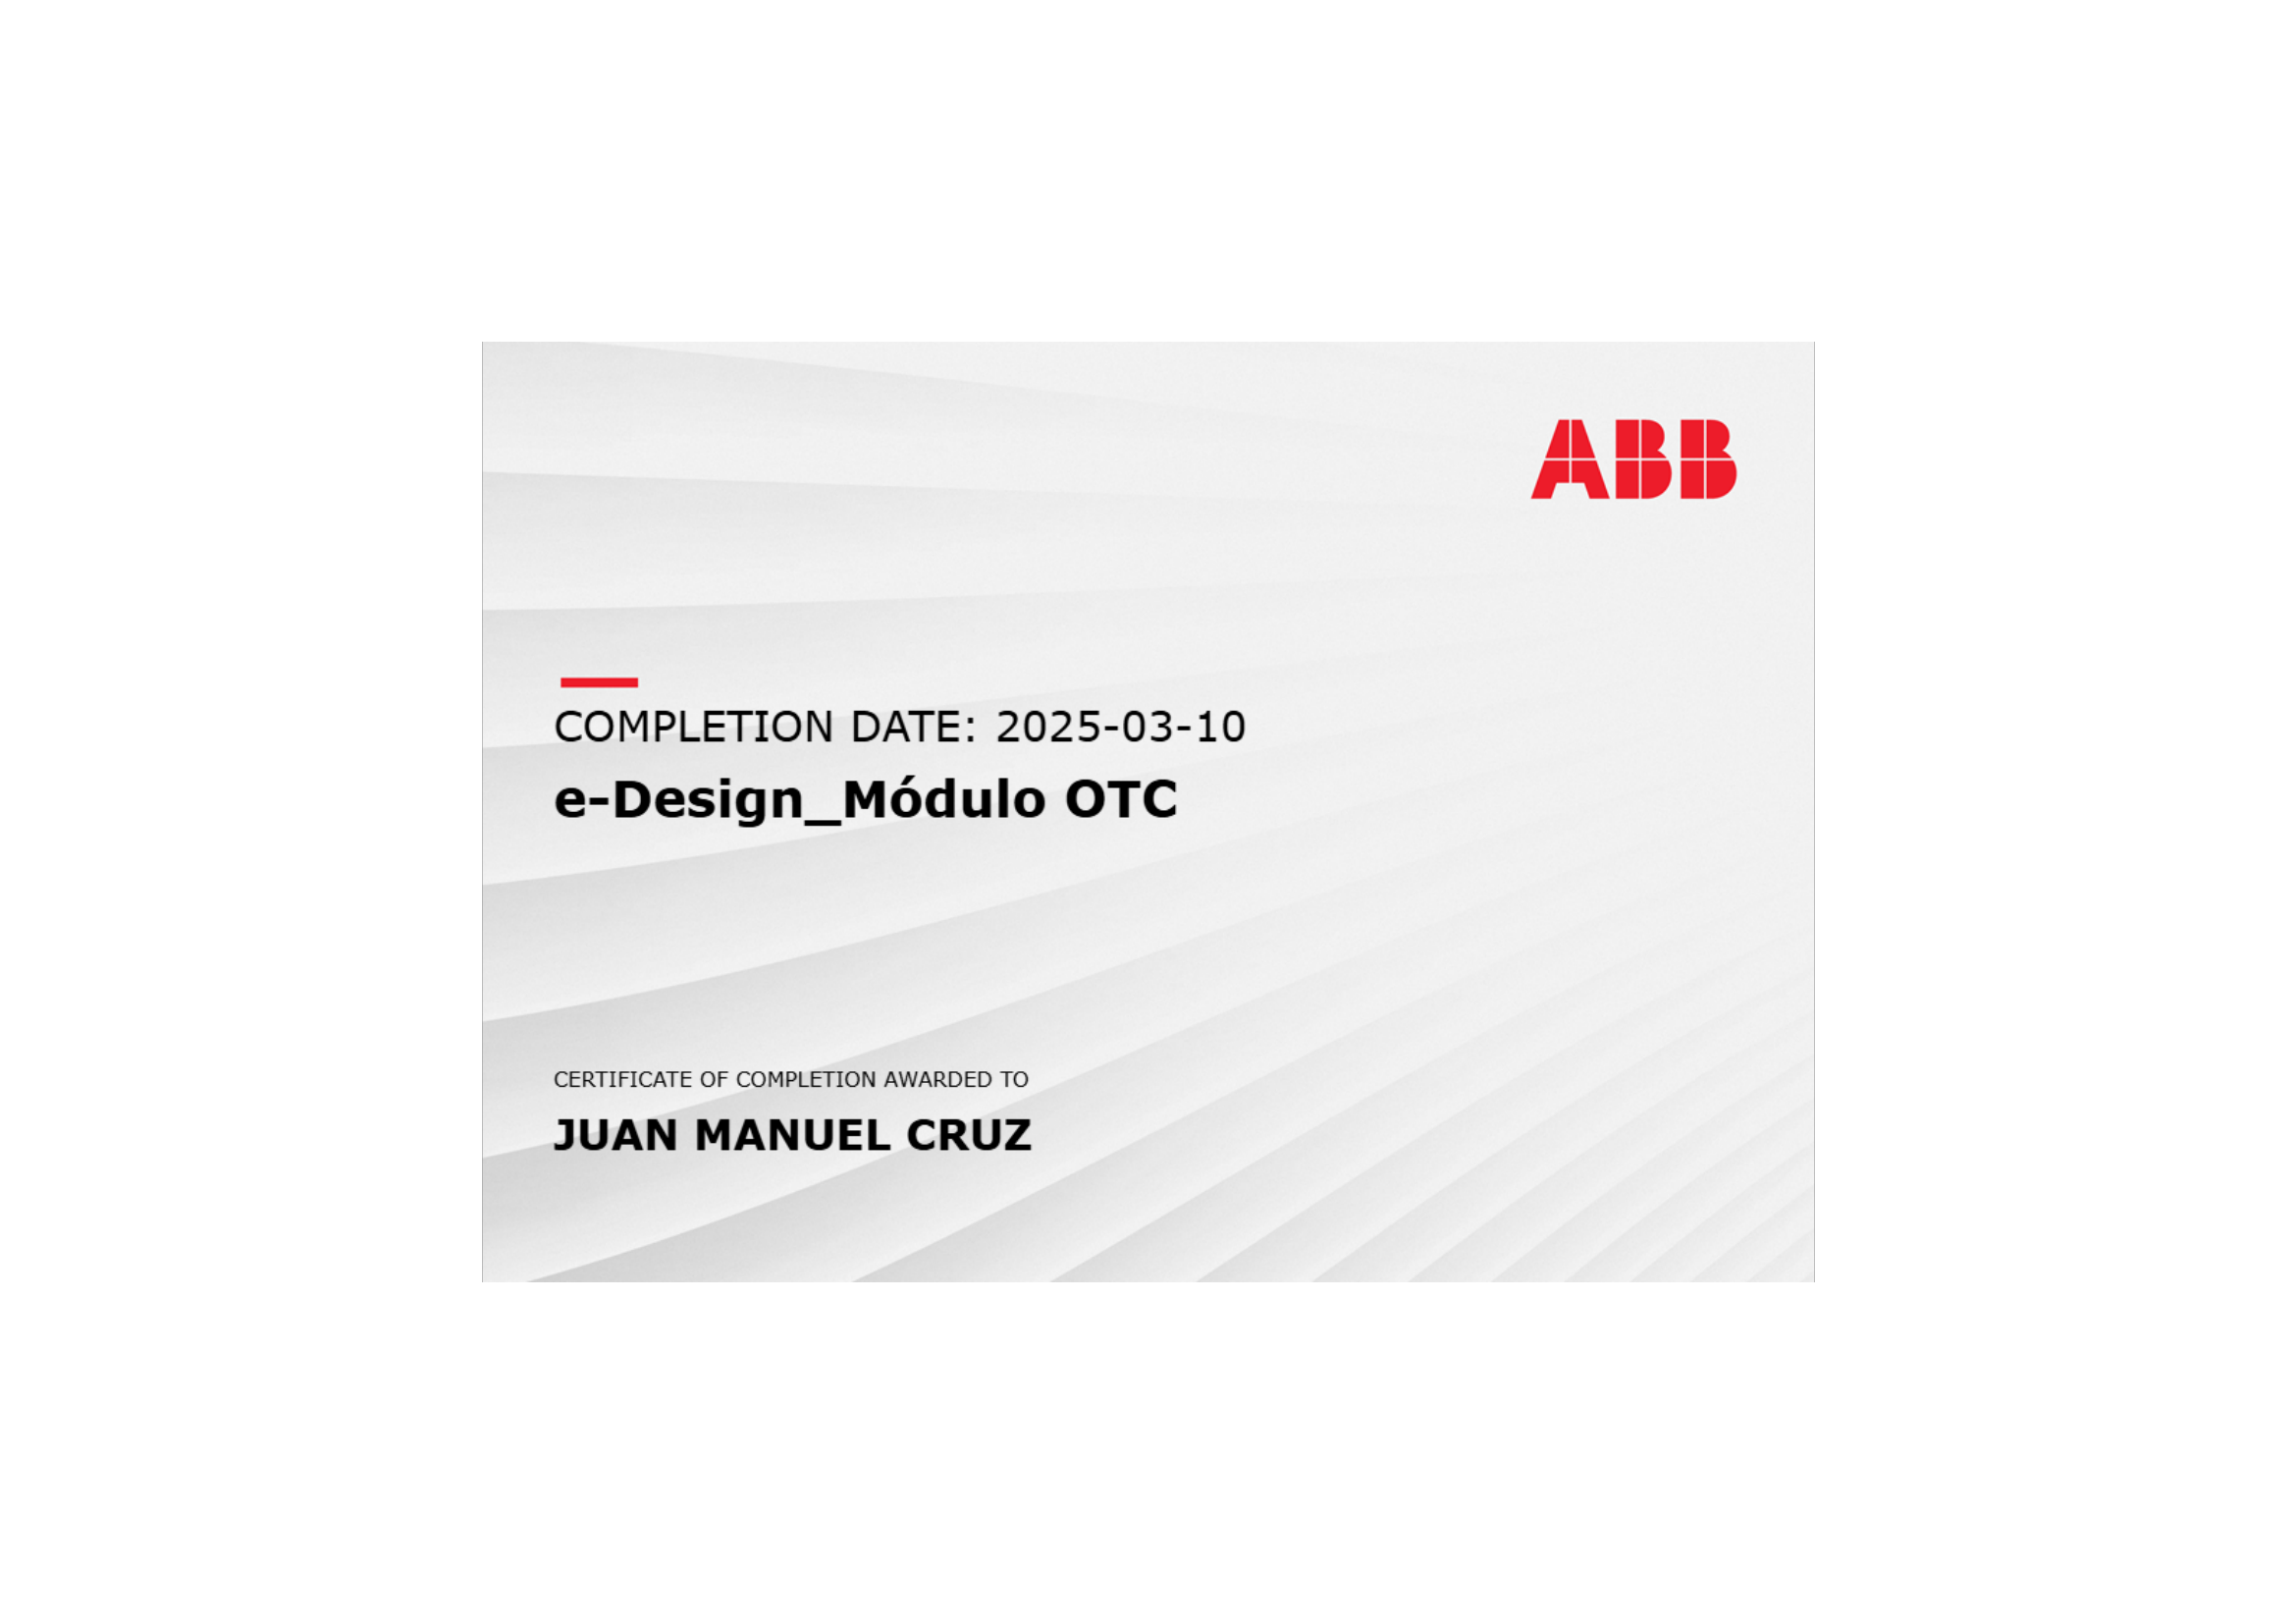 ABB
COMPLETION DATE: 2025-03-10
e-Design_Módulo OTC
CERTIFICATE OF COMPLETION AWARDED TO
JUAN MANUEL CRUZ